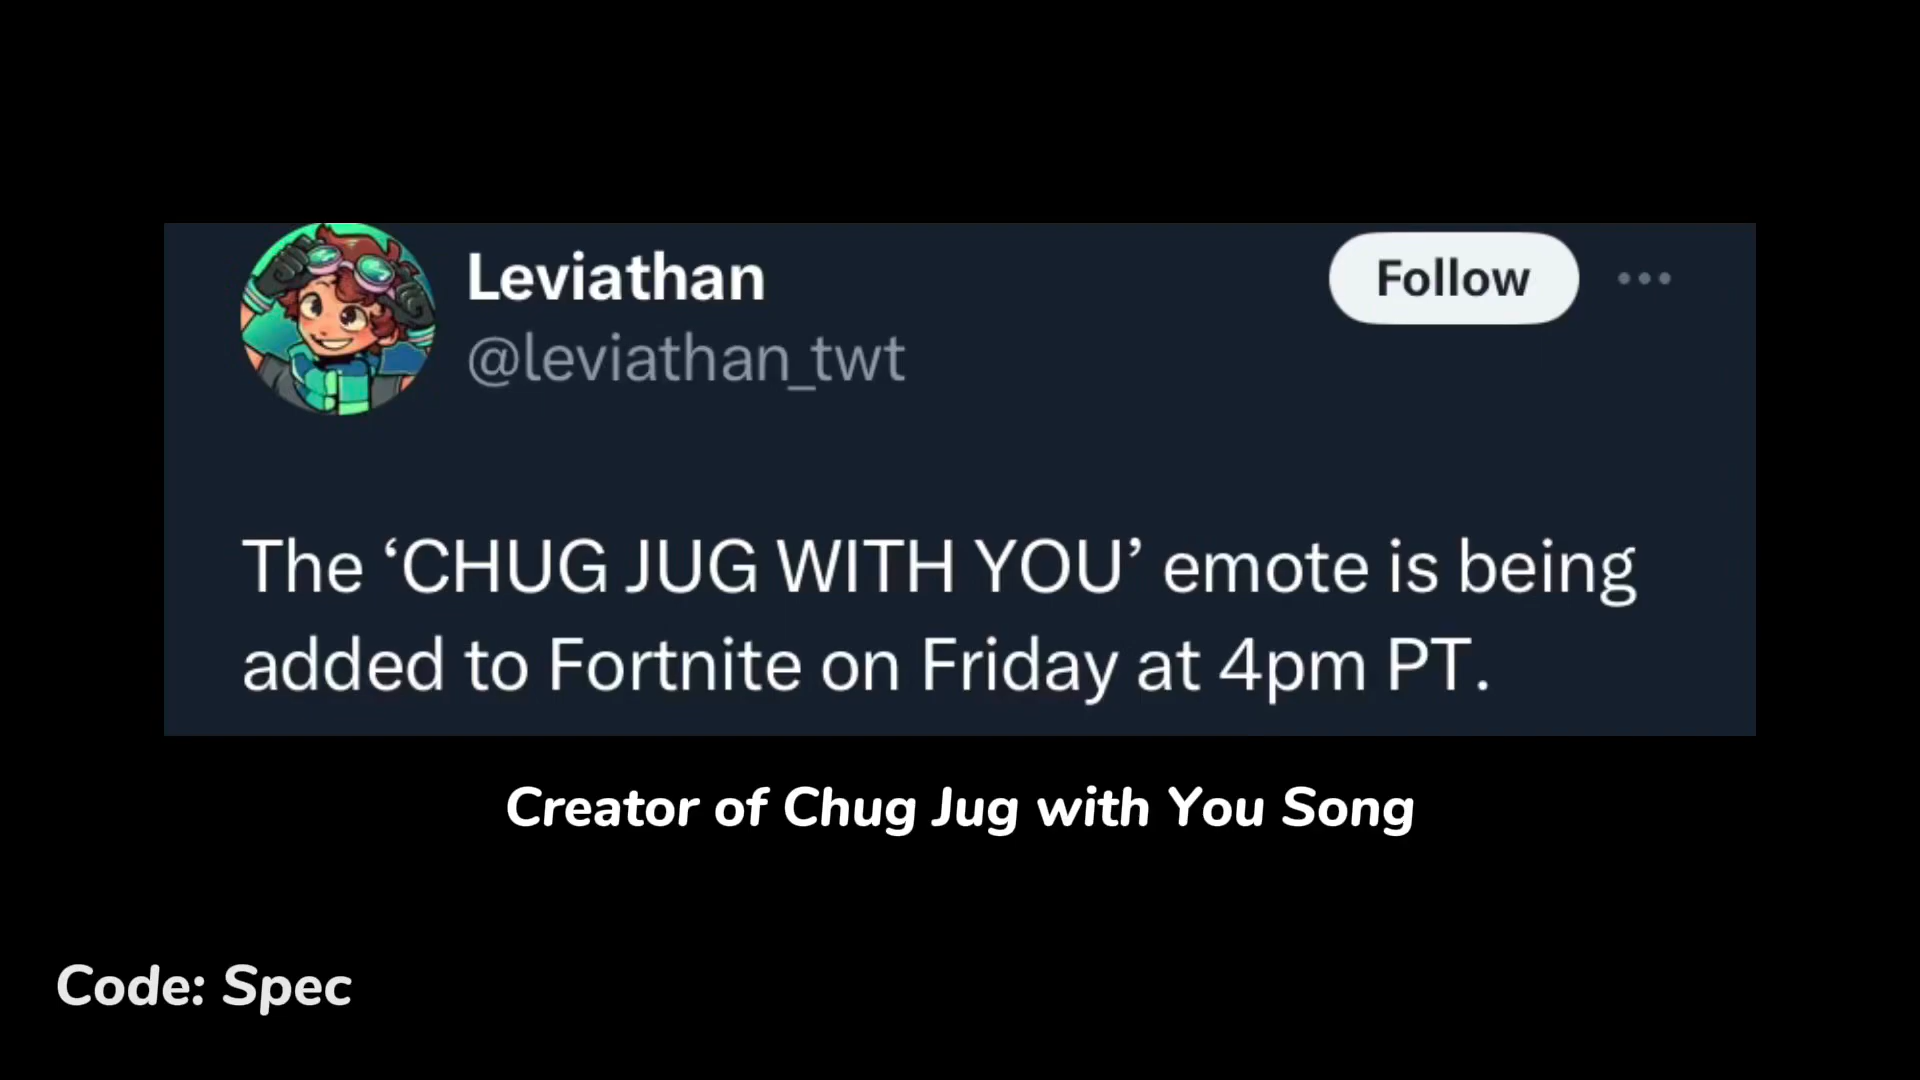 Leviathan
Follow
@leviathan_twt
The ‘CHUG JUG WITH YOU’ emote is being
added to Fortnite on Friday at 4pm PT.
Creator of Chug Jug with You Song
Code: Spec